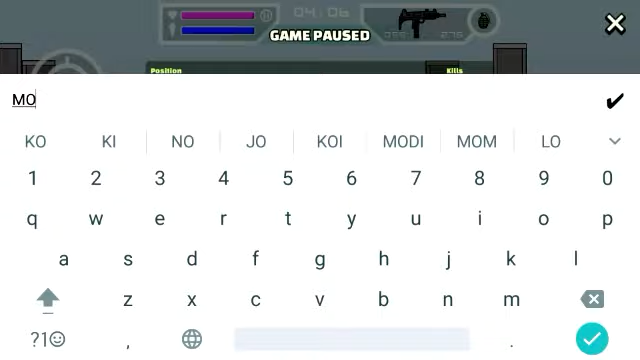 04:06
GAME PAUSED
Position Kills
MO
KO KI NO JO KOI MODI MOM LO
1 2 3 4 5 6 7 8 9 0
q w e r t y u i o p
a s d f g h j k l
z x c v b n m
?1☺ , .